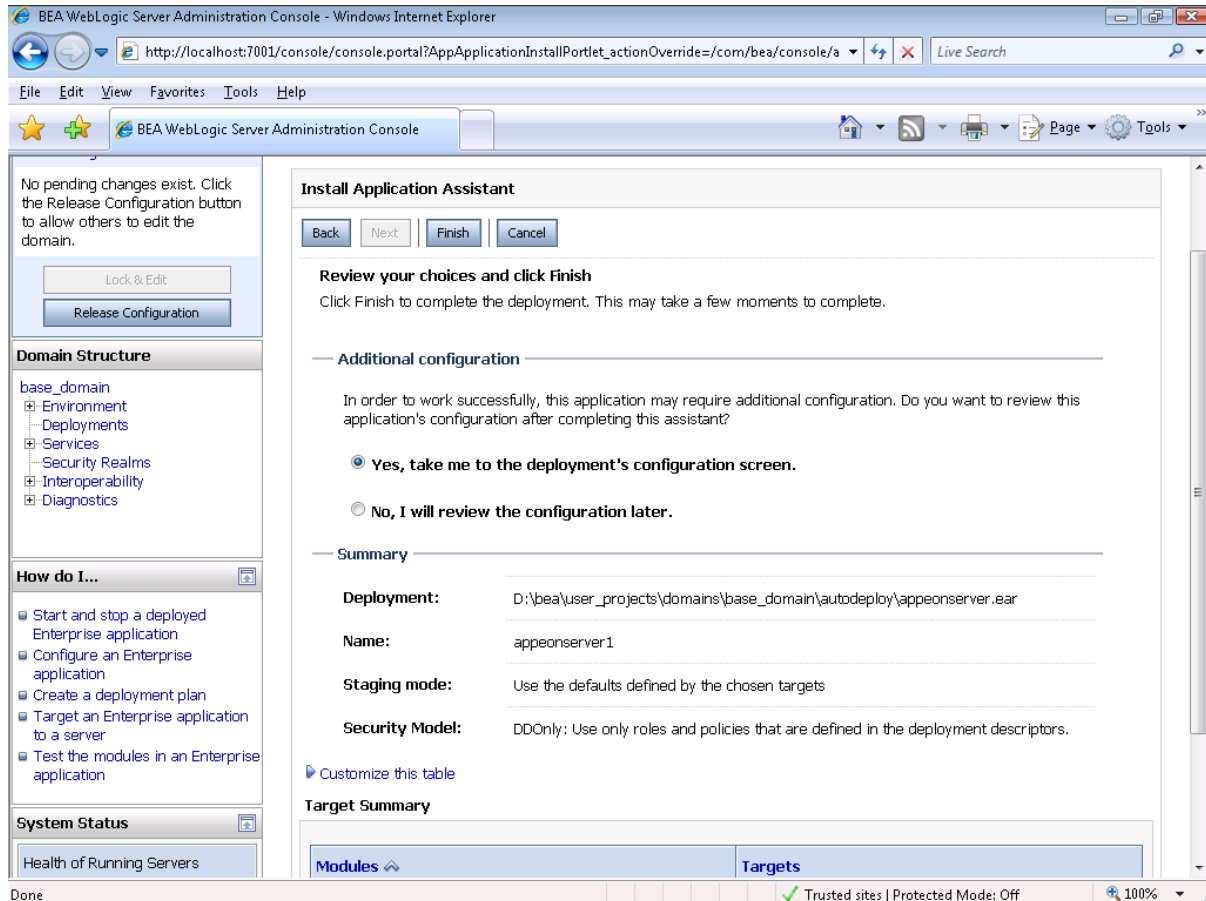 BEA WebLogic Server Administration Console - Windows Internet Explorer
http://localhost:7001/console/console.portal?AppApplicationInstallPortlet_actionOverride=/com/bea/console/a
Live Search
File Edit View Favorites Tools Help
BEA WebLogic Server Administration Console
Page Tools
No pending changes exist. Click
the Release Configuration button
to allow others to edit the
domain.
Lock & Edit
Release Configuration
Domain Structure
base_domain
Environment
Deployments
Services
Security Realms
Interoperability
Diagnostics
How do I...
Start and stop a deployed
Enterprise application
Configure an Enterprise
application
Create a deployment plan
Target an Enterprise application
to a server
Test the modules in an Enterprise
application
System Status
Health of Running Servers
Install Application Assistant
Back Next Finish Cancel
Review your choices and click Finish
Click Finish to complete the deployment. This may take a few moments to complete.
Additional configuration
In order to work successfully, this application may require additional configuration. Do you want to review this
application's configuration after completing this assistant?
Yes, take me to the deployment's configuration screen.
No, I will review the configuration later.
Summary
Deployment: D:\bea\user_projects\domains\base_domain\autodeploy\appeonserver.ear
Name: appeonserver1
Staging mode: Use the defaults defined by the chosen targets
Security Model: DDOnly: Use only roles and policies that are defined in the deployment descriptors.
Customize this table
Target Summary
Modules Targets
Done
Trusted sites | Protected Mode: Off
100%